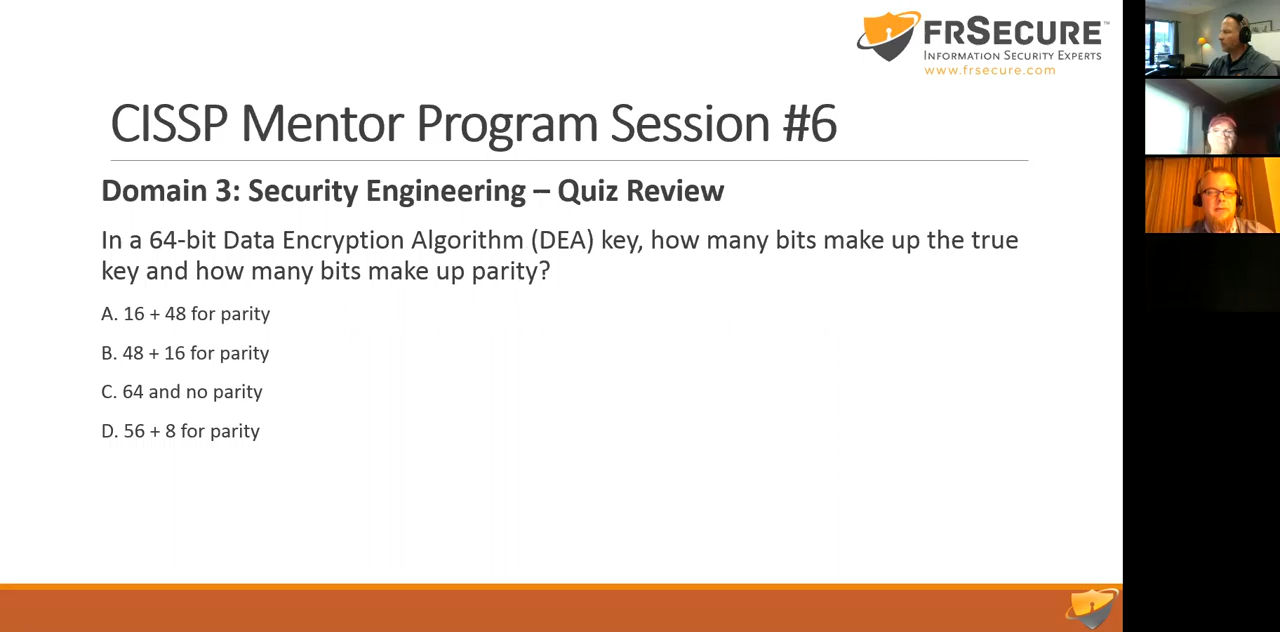 FRSECURE™
INFORMATION SECURITY EXPERTS
www.frsecure.com
CISSP Mentor Program Session #6
Domain 3: Security Engineering – Quiz Review
In a 64-bit Data Encryption Algorithm (DEA) key, how many bits make up the true
key and how many bits make up parity?
A. 16 + 48 for parity
B. 48 + 16 for parity
C. 64 and no parity
D. 56 + 8 for parity